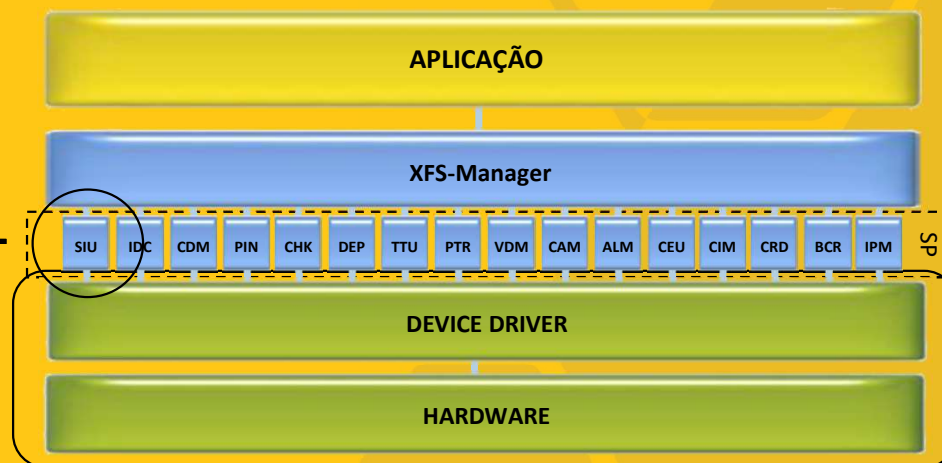 APLICAÇÃO
XFS-Manager
SIU IDC CDM PIN CHK DEP TTU PTR VDM CAM ALM CEU CIM CRD BCR IPM SP
DEVICE DRIVER
HARDWARE